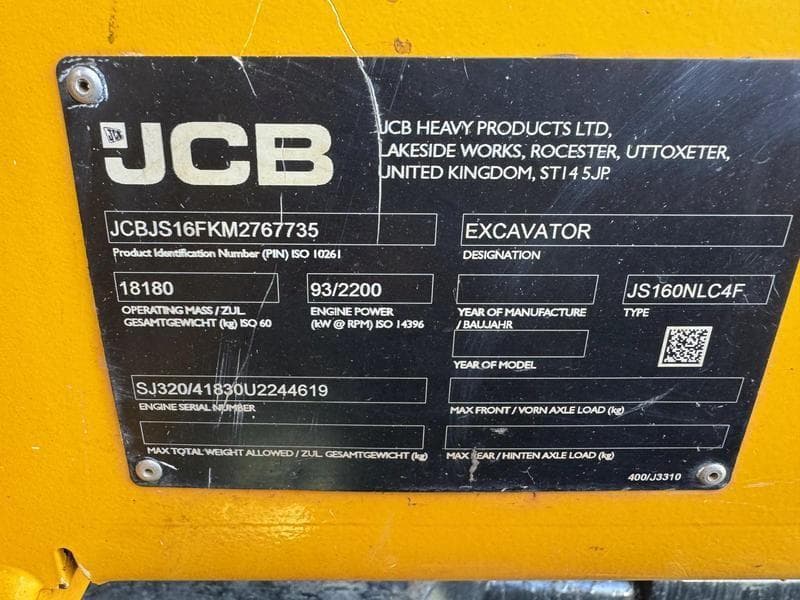 JCB
JCB HEAVY PRODUCTS LTD,
LAKESIDE WORKS, ROCESTER, UTTOXETER,
UNITED KINGDOM, ST14 5JP.
JCBJS16FKM2767735
Product Identification Number (PIN) ISO 10261
EXCAVATOR
DESIGNATION
18180
OPERATING MASS / ZUL.
GESAMTGEWICHT (kg) ISO 60
93/2200
ENGINE POWER
(kW @ RPM) ISO 14396
YEAR OF MANUFACTURE
/ BAUJAHR
JS160NLC4F
TYPE
YEAR OF MODEL
SJ320/41830U2244619
ENGINE SERIAL NUMBER
MAX FRONT / VORN AXLE LOAD (kg)
MAX TOTAL WEIGHT ALLOWED / ZUL. GESAMTGEWICHT (kg)
MAX REAR / HINTEN AXLE LOAD (kg)
400/J3310